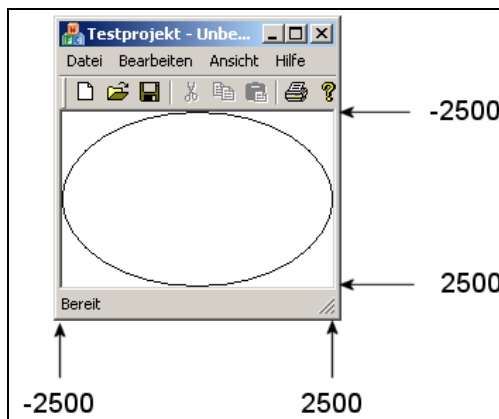 Testprojekt - Unbe...
Datei Bearbeiten Ansicht Hilfe
-2500
2500
Bereit
-2500 2500